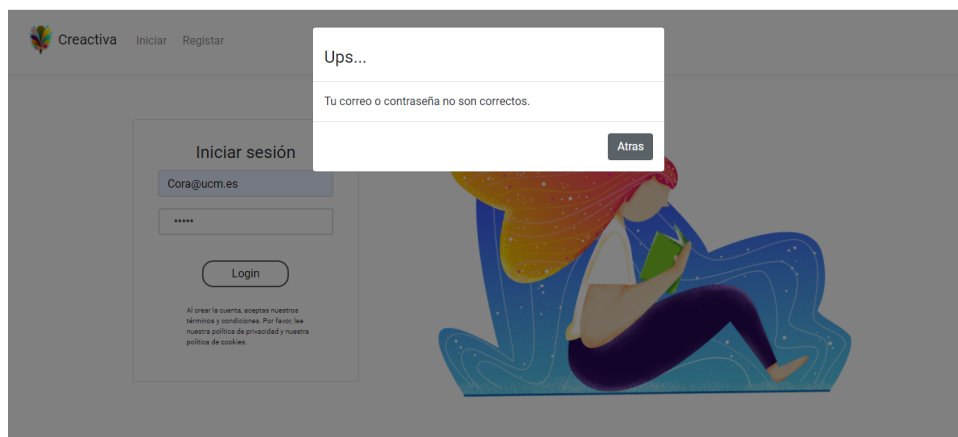 Creactiva Iniciar Registar
Ups...
Tu correo o contraseña no son correctos.
Atras
Iniciar sesión
Cora@ucm.es
•••••
Login
Al crear la cuenta, aceptas nuestros
términos y condiciones. Por favor, lee
nuestra política de privacidad y nuestra
política de cookies.